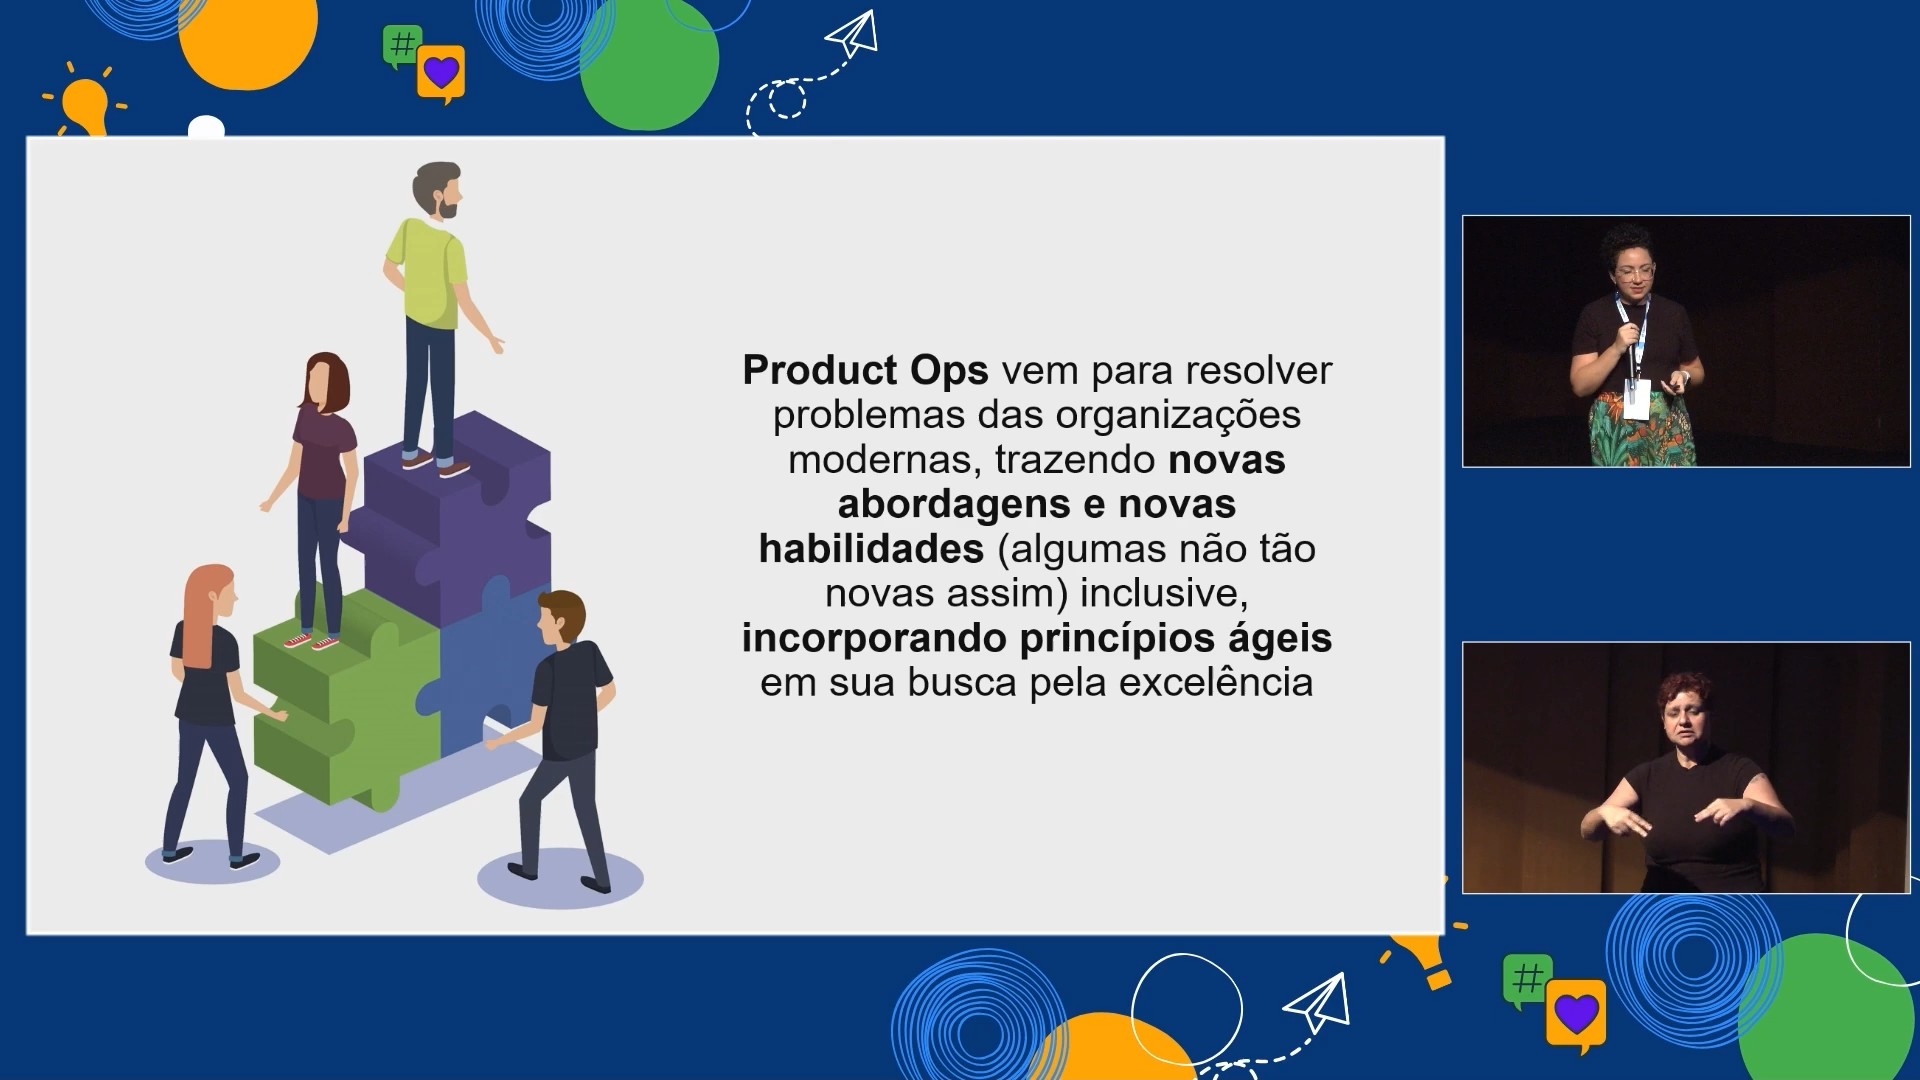 Product Ops vem para resolver
problemas das organizações
modernas, trazendo novas
abordagens e novas
habilidades (algumas não tão
novas assim) inclusive,
incorporando princípios ágeis
em sua busca pela excelência